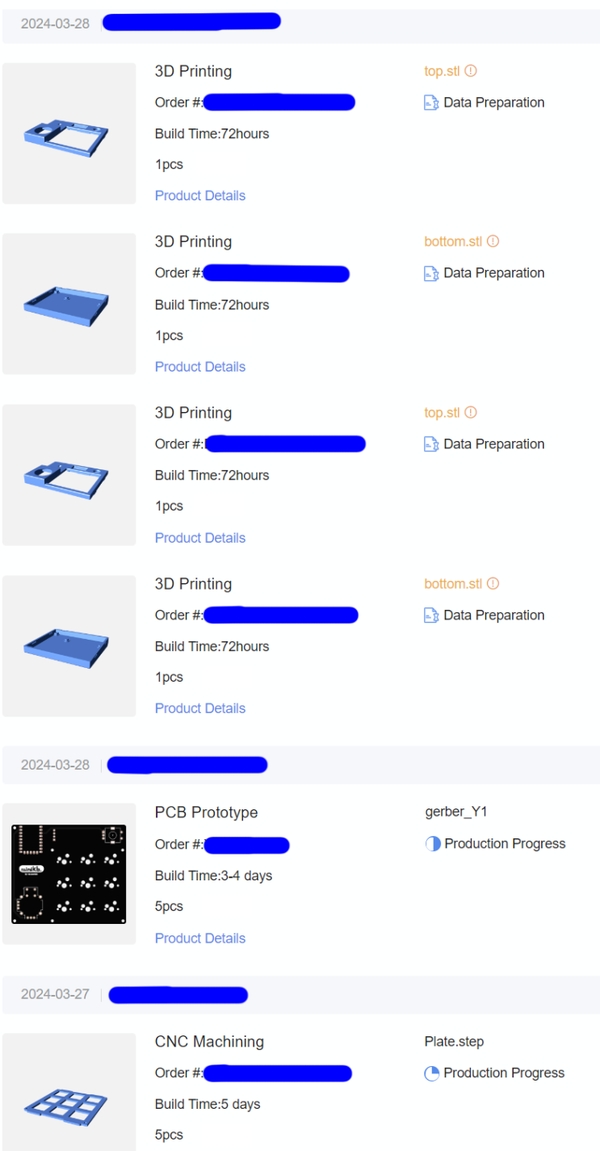 2024-03-28
3D Printing
top.stl
Order #:
Data Preparation
Build Time:72hours
1pcs
Product Details
3D Printing
bottom.stl
Order #:
Data Preparation
Build Time:72hours
1pcs
Product Details
3D Printing
top.stl
Order #:
Data Preparation
Build Time:72hours
1pcs
Product Details
3D Printing
bottom.stl
Order #:
Data Preparation
Build Time:72hours
1pcs
Product Details
2024-03-28
PCB Prototype
gerber_Y1
Order #:
Production Progress
Build Time:3-4 days
5pcs
Product Details
2024-03-27
CNC Machining
Plate.step
Order #:
Production Progress
Build Time:5 days
5pcs